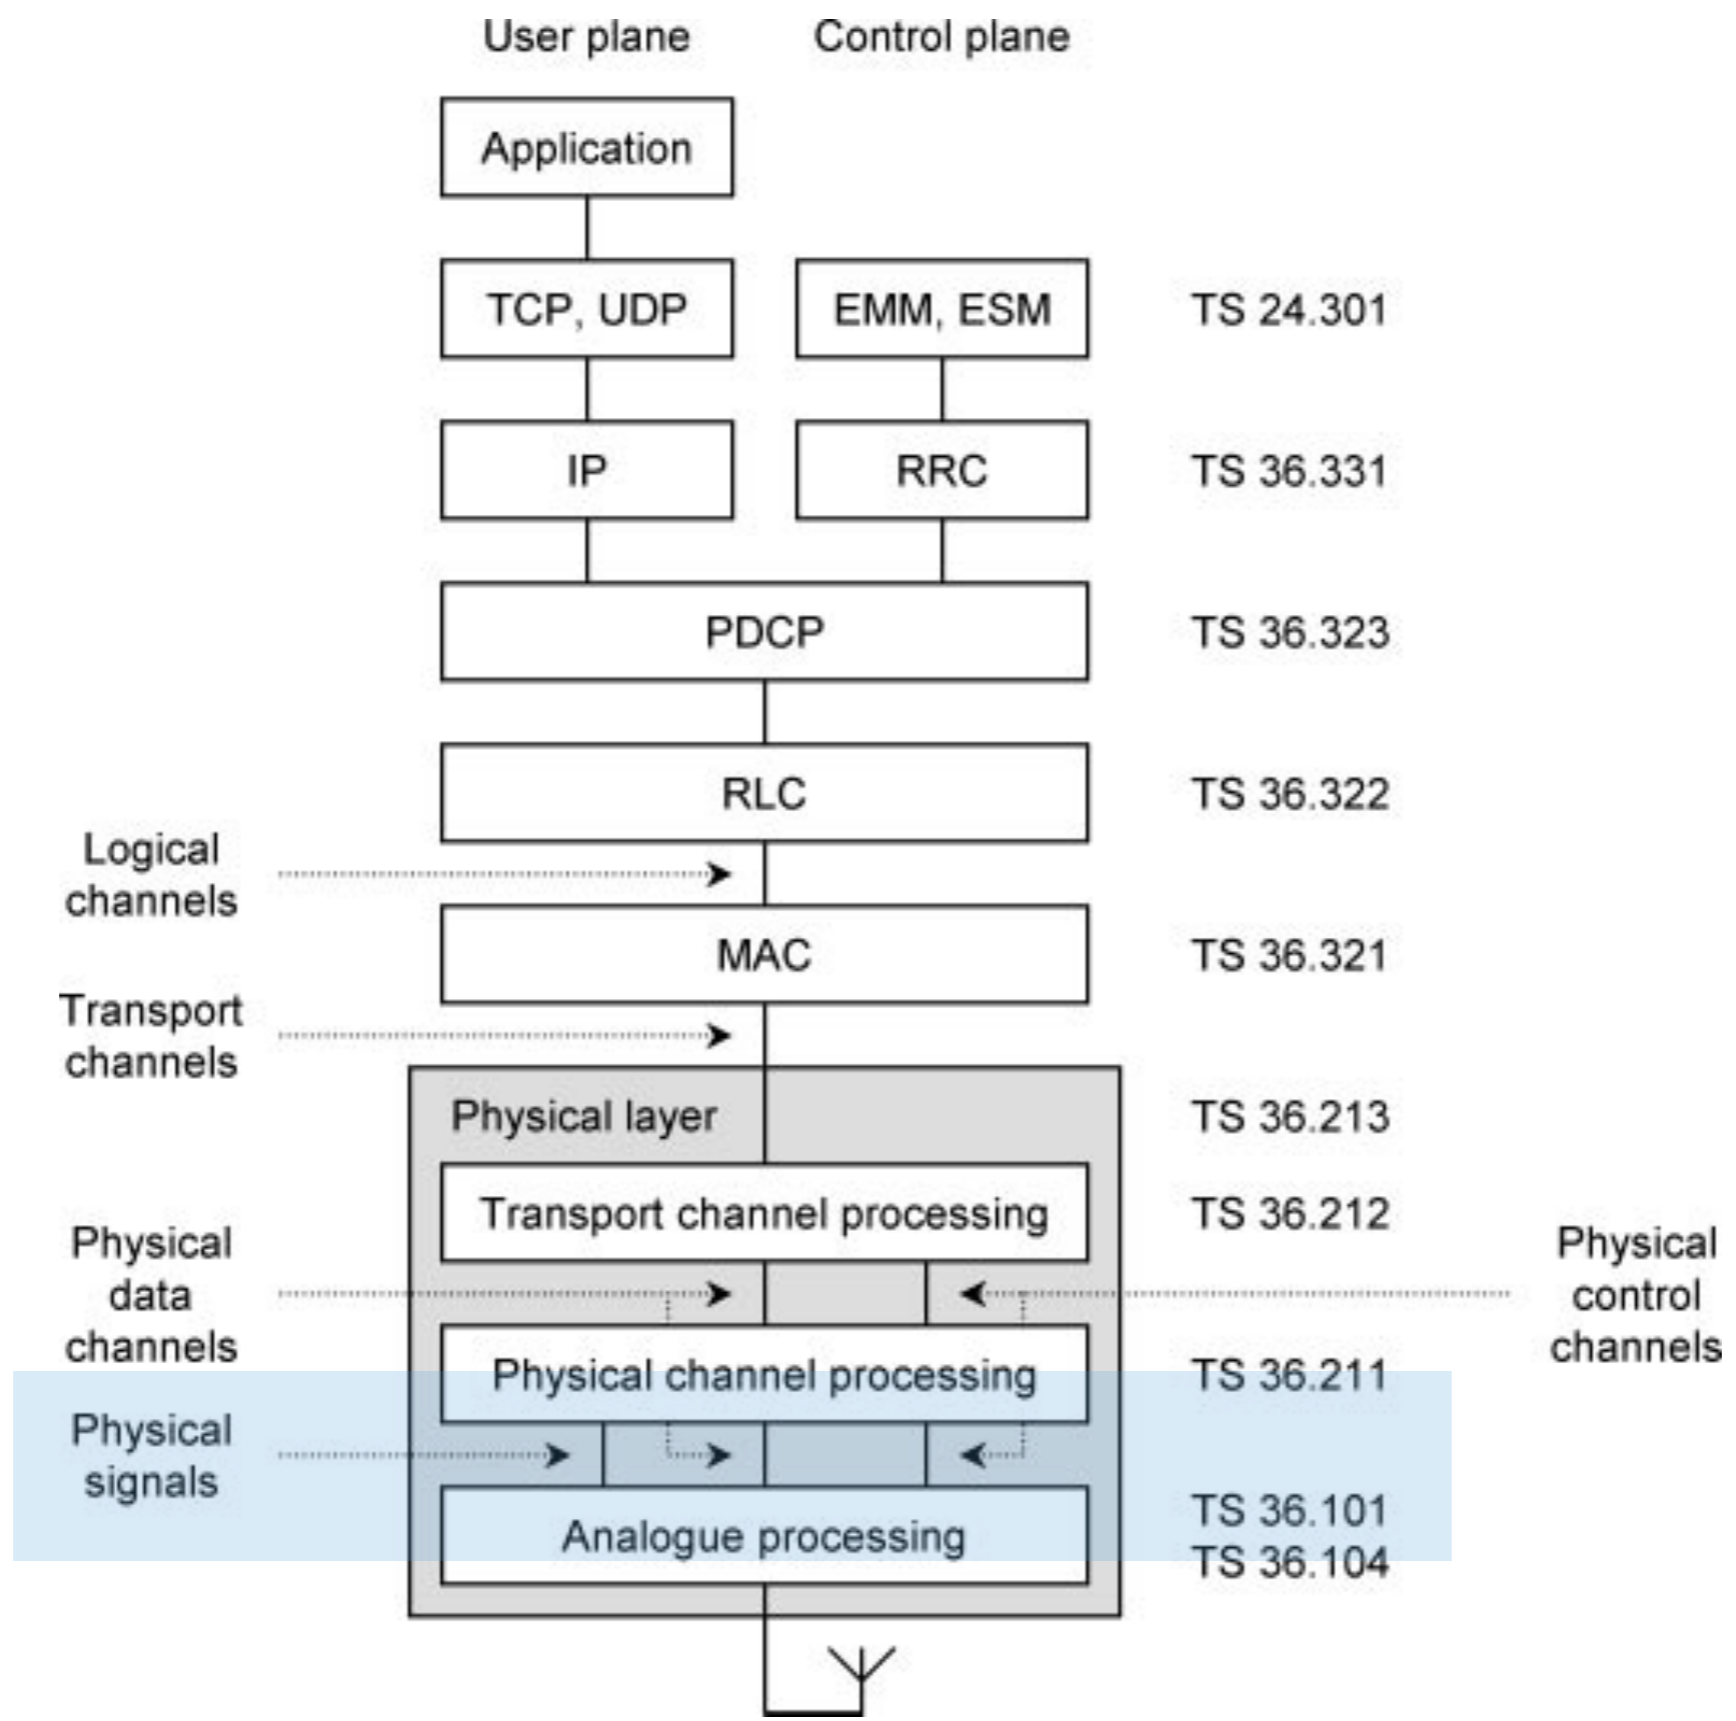 User plane
Control plane
Application
TCP, UDP
EMM, ESM
TS 24.301
IP
RRC
TS 36.331
PDCP
TS 36.323
RLC
TS 36.322
Logical
channels
MAC
TS 36.321
Transport
channels
Physical layer
TS 36.213
Transport channel processing
TS 36.212
Physical
data
channels
Physical
control
channels
Physical channel processing
TS 36.211
Physical
signals
Analogue processing
TS 36.101
TS 36.104